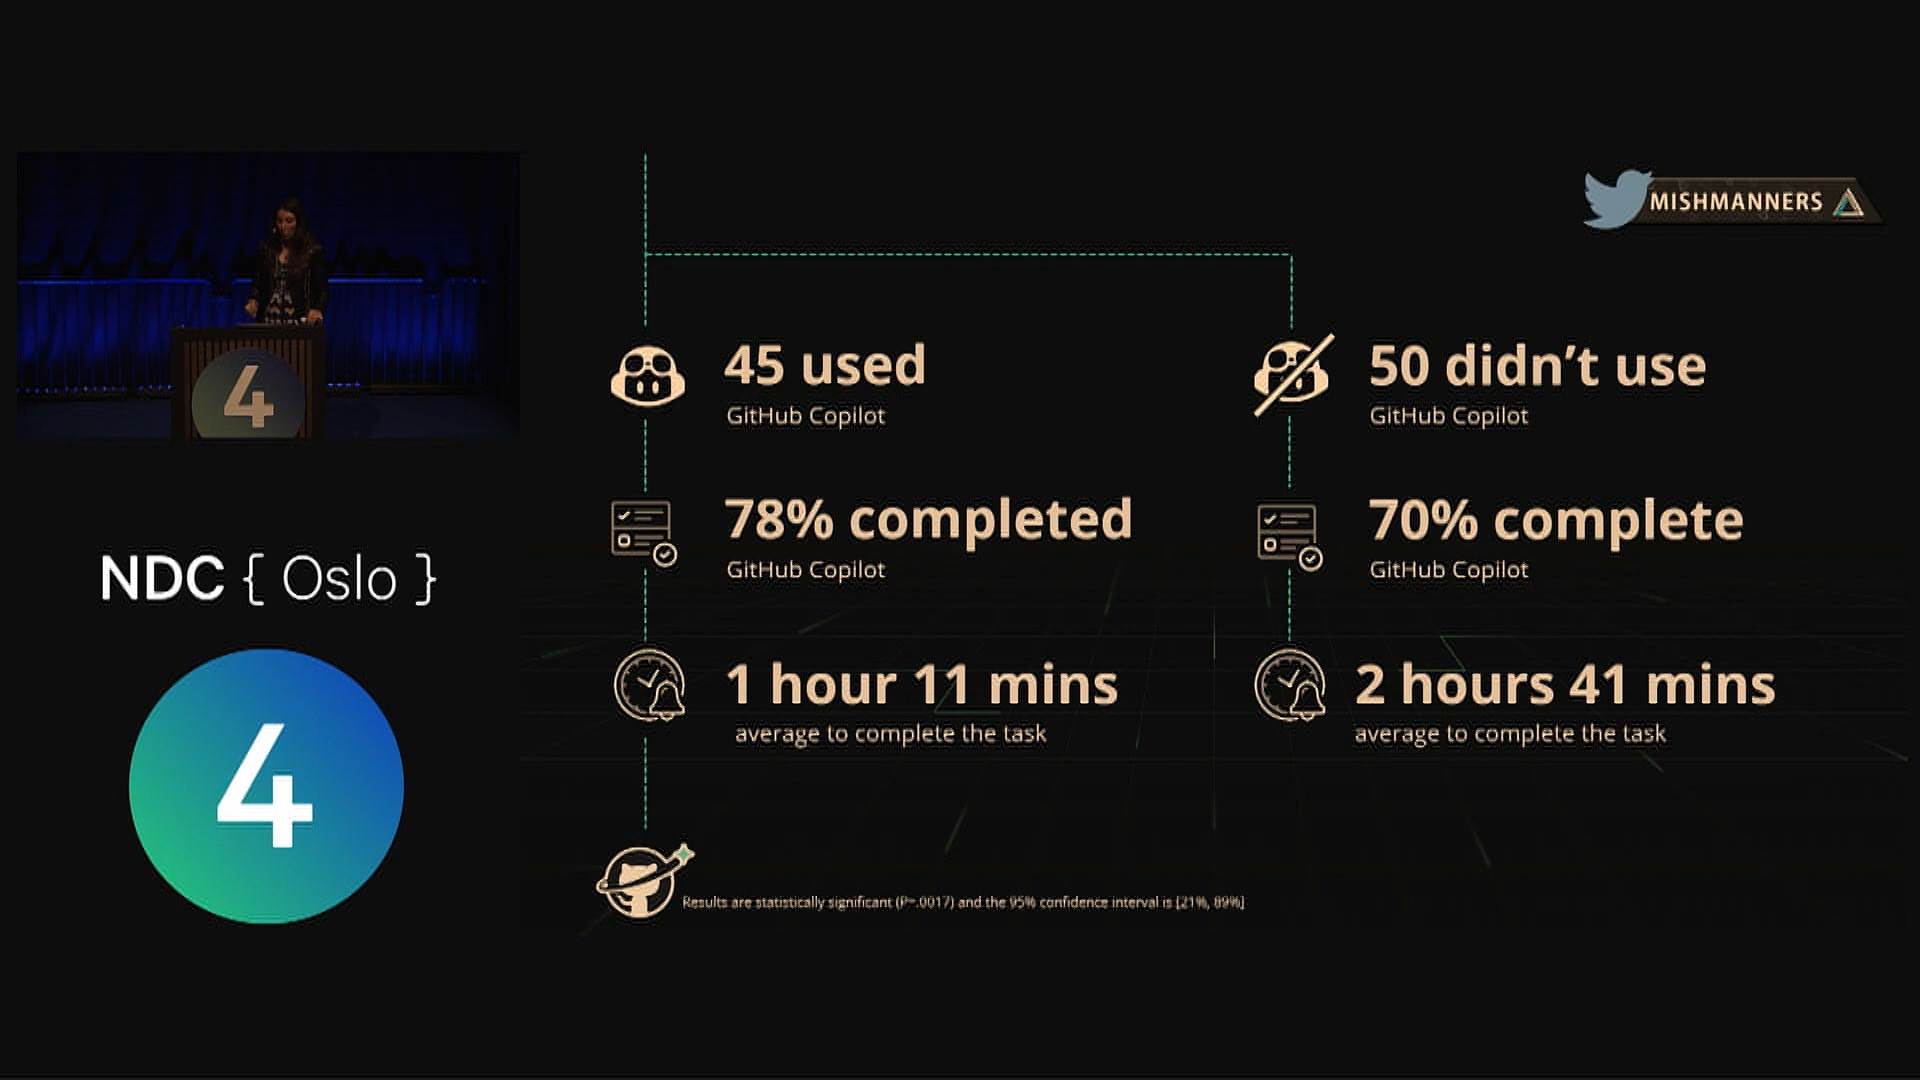 MISHMANNERS
45 used
GitHub Copilot
50 didn't use
GitHub Copilot
78% completed
GitHub Copilot
70% complete
GitHub Copilot
1 hour 11 mins
average to complete the task
2 hours 41 mins
average to complete the task
Results are statistically significant (P=.0017) and the 95% confidence interval is [21%, 89%]
4
NDC { Oslo }
4